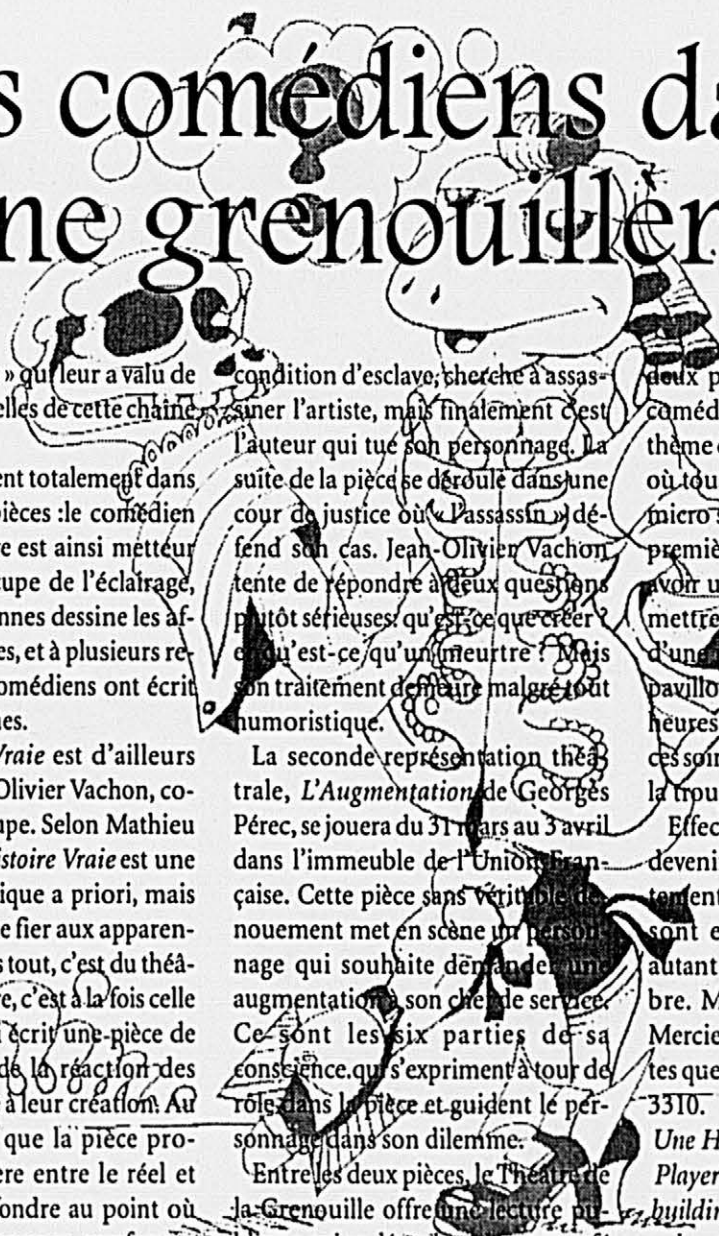 s comédiens da
ne grenouillèr
» qui leur a valu de
elles de cette chaîne
ent totalement dans
pièces :le comédien
re est ainsi metteur
cupe de l'éclairage,
nnes dessine les af-
es, et à plusieurs re-
omédiens ont écrit
nes.
Vraie est d'ailleurs
Olivier Vachon, co-
upe. Selon Mathieu
istoire Vraie est une
ique a priori, mais
e fier aux apparen-
s tout, c'est du théâ-
re, c'est à la fois celle
i écrit une pièce de
de la réaction des
à leur création. Au
que la pièce pro-
ère entre le réel et
fondre au point où
condition d'esclave, cherche à assas-
siner l'artiste, mais finalement c'est
l'auteur qui tue son personnage. La
suite de la pièce se déroule dans une
cour de justice où « l'assassin » dé-
fend son cas. Jean-Olivier Vachon
tente de répondre à deux questions
plutôt sérieuses: qu'est-ce que créer ?
et qu'est-ce qu'un meurtre ? Mais
son traitement demeure malgré tout
humoristique.
La seconde représentation théâ-
trale, L'Augmentation de Georges
Pérec, se jouera du 31 mars au 3 avril
dans l'immeuble de l'Union Fran-
çaise. Cette pièce sans véritable dé-
nouement met en scène un person-
nage qui souhaite demander une
augmentation à son chef de service.
Ce sont les six parties de sa
conscience qui s'expriment à tour de
rôle dans la pièce et guident le per-
sonnage dans son dilemme.
Entre les deux pièces, le Théâtre de
la Grenouille offre une lecture pu-
deux p
coméd
thème
où tou
micro
premiè
avoir u
mettre
d'une
pavillo
heures
ces soir
la trou
Effec
deveni
tement
sont e
autant
bre. M
Mercie
tes que
3310.
Une H
Player
buildin